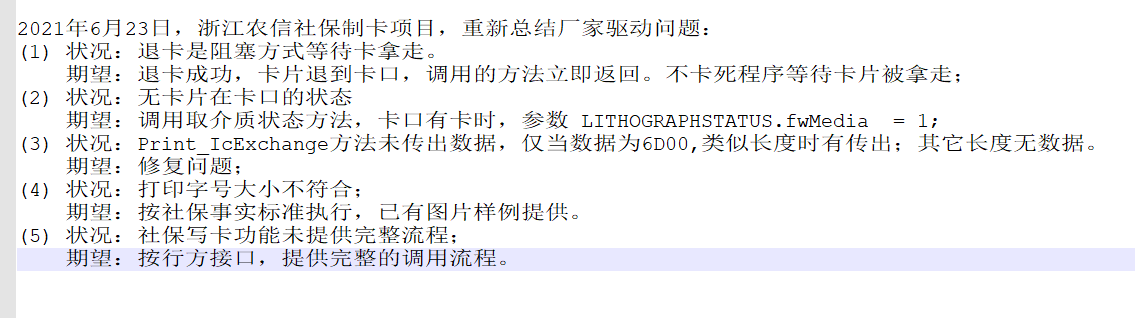 2021年6月23日，浙江农信社保制卡项目，重新总结厂家驱动问题：
(1) 状况：退卡是阻塞方式等待卡拿走。
期望：退卡成功，卡片退到卡口，调用的方法立即返回。不卡死程序等待卡片被拿走；
(2) 状况：无卡片在卡口的状态
期望：调用取介质状态方法，卡口有卡时，参数 LITHOGRAPHSTATUS.fwMedia  = 1;
(3) 状况：Print_IcExchange方法未传出数据，仅当数据为6D00,类似长度时有传出；其它长度无数据。
期望：修复问题；
(4) 状况：打印字号大小不符合；
期望：按社保事实标准执行，已有图片样例提供。
(5) 状况：社保写卡功能未提供完整流程；
期望：按行方接口，提供完整的调用流程。